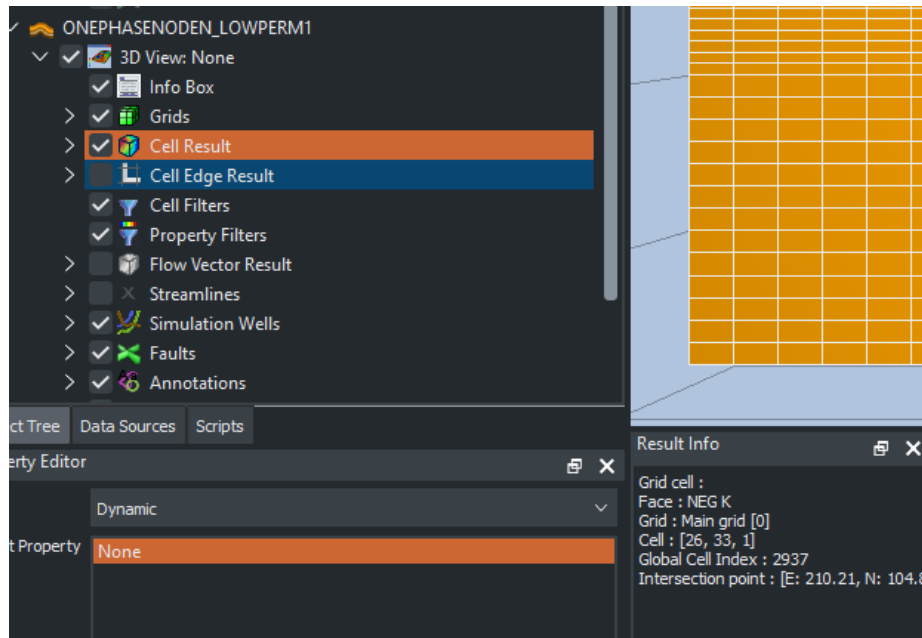 ONEPHASENODEN_LOWPERM1
3D View: None
Info Box
Grids
Cell Result
Cell Edge Result
Cell Filters
Property Filters
Flow Vector Result
Streamlines
Simulation Wells
Faults
Annotations
ct Tree Data Sources Scripts
erty Editor
Dynamic
t Property None
Result Info
Grid cell :
Face : NEG K
Grid : Main grid [0]
Cell : [26, 33, 1]
Global Cell Index : 2937
Intersection point : [E: 210.21, N: 104.8